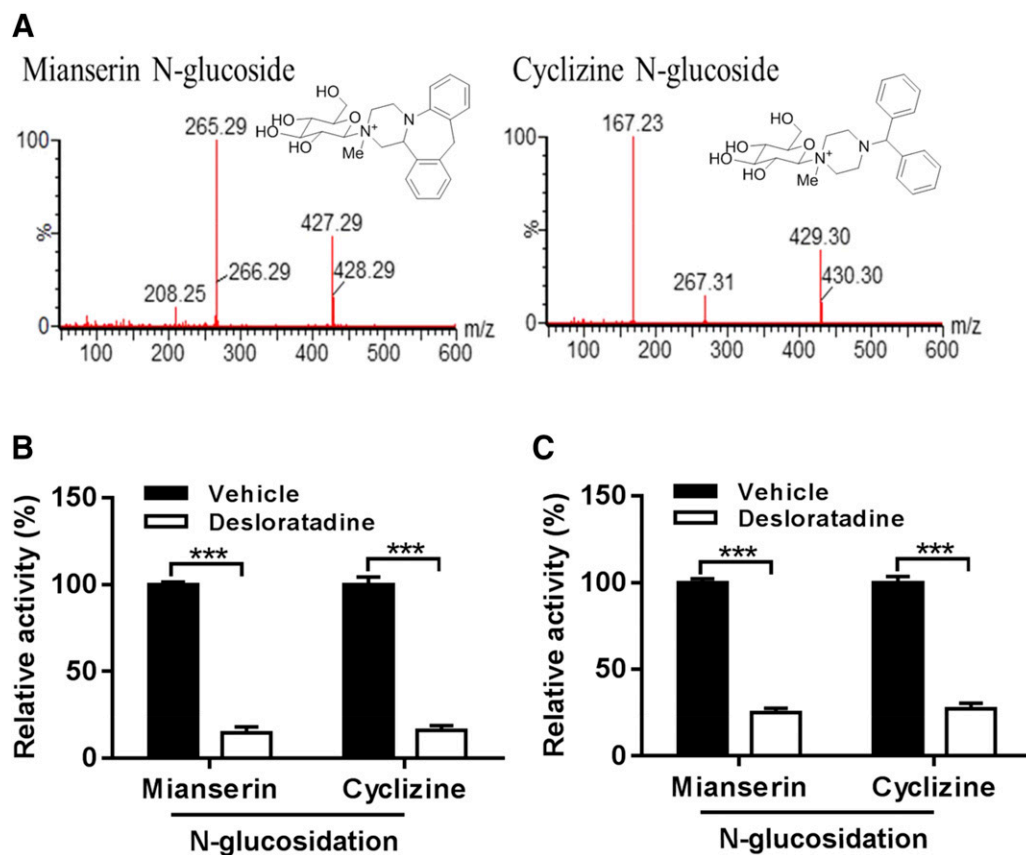 A
Mianserin N-glucoside
Cyclizine N-glucoside
HO
HO
HO
HO
O
N+
Me
N
100
%
0
265.29
427.29
266.29
428.29
208.25
m/z
100 200 300 400 500 600
HO
HO
HO
HO
O
N+
Me
N
100
%
0
167.23
429.30
267.31
430.30
m/z
100 200 300 400 500 600
B
Vehicle
Desloratadine
Relative activity (%)
150
100
50
0
***
***
Mianserin Cyclizine
N-glucosidation
C
Vehicle
Desloratadine
Relative activity (%)
150
100
50
0
***
***
Mianserin Cyclizine
N-glucosidation